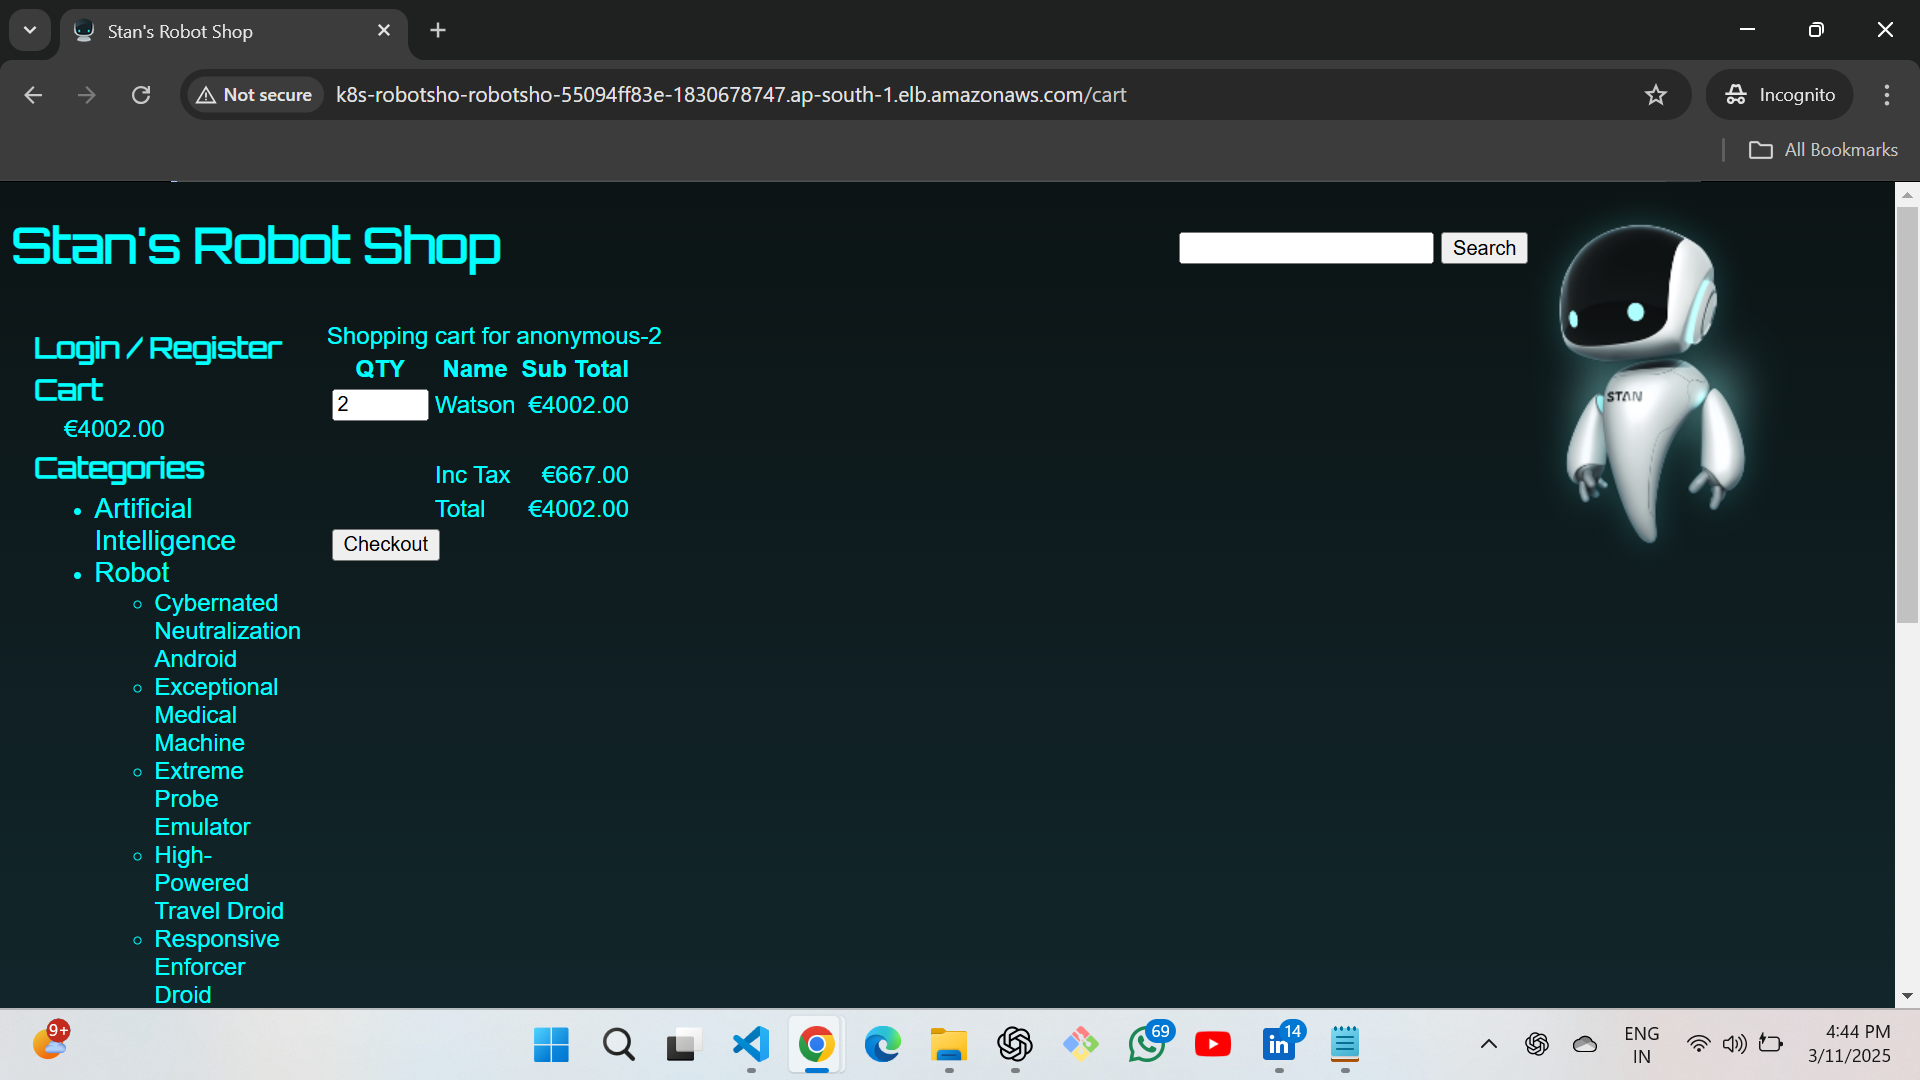 Stan's Robot Shop
Not secure
k8s-robotsho-robotsho-55094ff83e-1830678747.ap-south-1.elb.amazonaws.com/cart
Incognito
All Bookmarks
Stan's Robot Shop
Search
STAN
Login / Register
Cart
€4002.00
Categories
Artificial
Intelligence
Robot
Cybernated
Neutralization
Android
Exceptional
Medical
Machine
Extreme
Probe
Emulator
High-
Powered
Travel Droid
Responsive
Enforcer
Droid
Shopping cart for anonymous-2
QTY Name Sub Total
2 Watson €4002.00
Inc Tax €667.00
Total €4002.00
Checkout
9+
69
in 14
ENG
IN
4:44 PM
3/11/2025